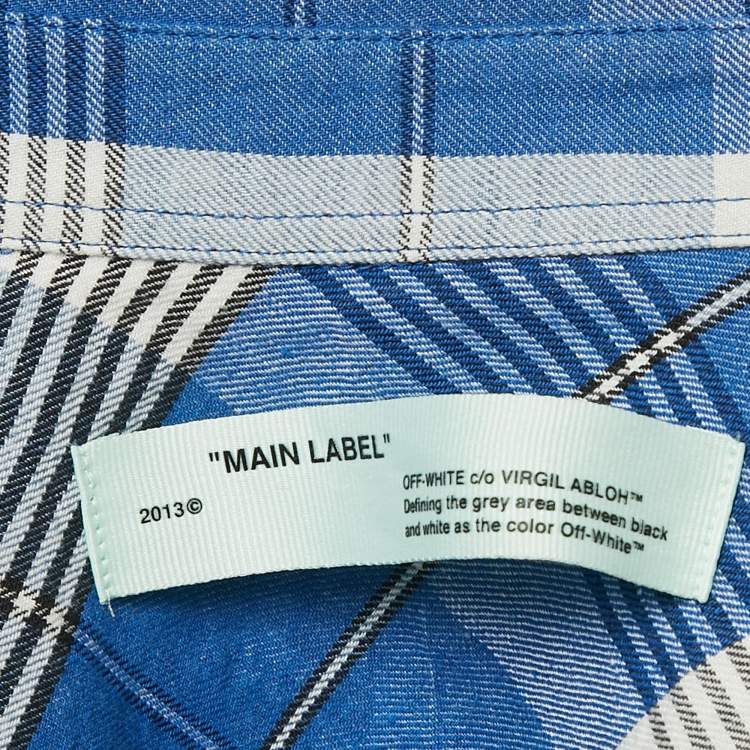 "MAIN LABEL"
2013©
OFF-WHITE c/o VIRGIL ABLOH™
Defining the grey area between black
and white as the color Off-White™